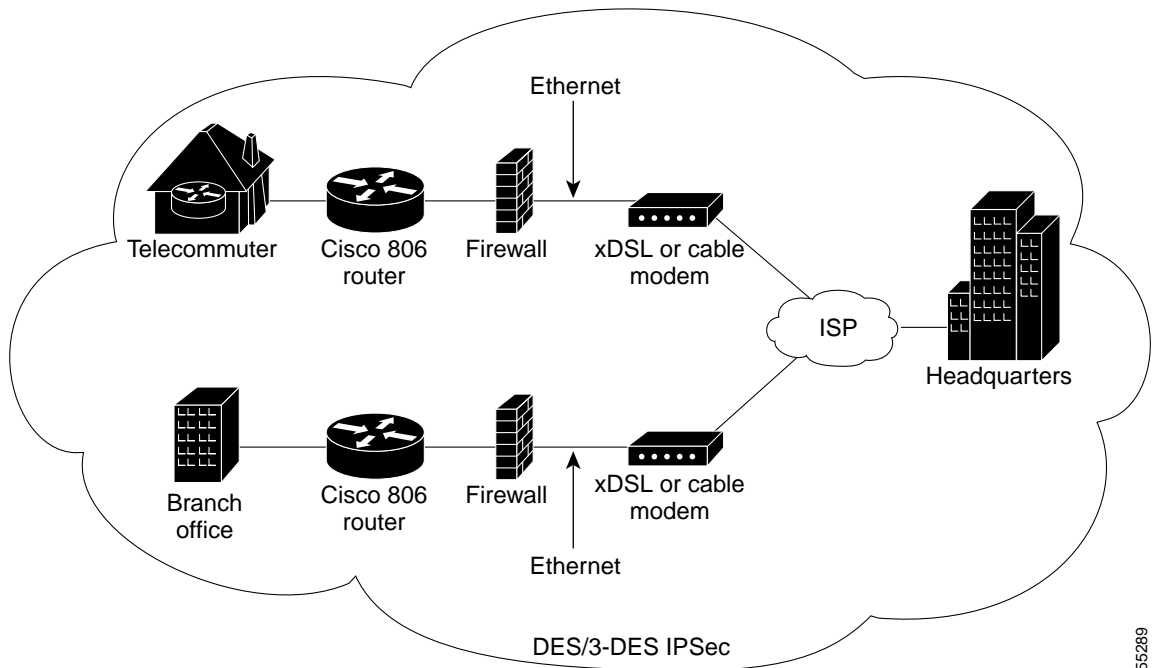 Ethernet
Telecommuter
Cisco 806
router
Firewall
xDSL or cable
modem
ISP
Headquarters
Branch
office
Cisco 806
router
Firewall
xDSL or cable
modem
Ethernet
DES/3-DES IPSec
55289